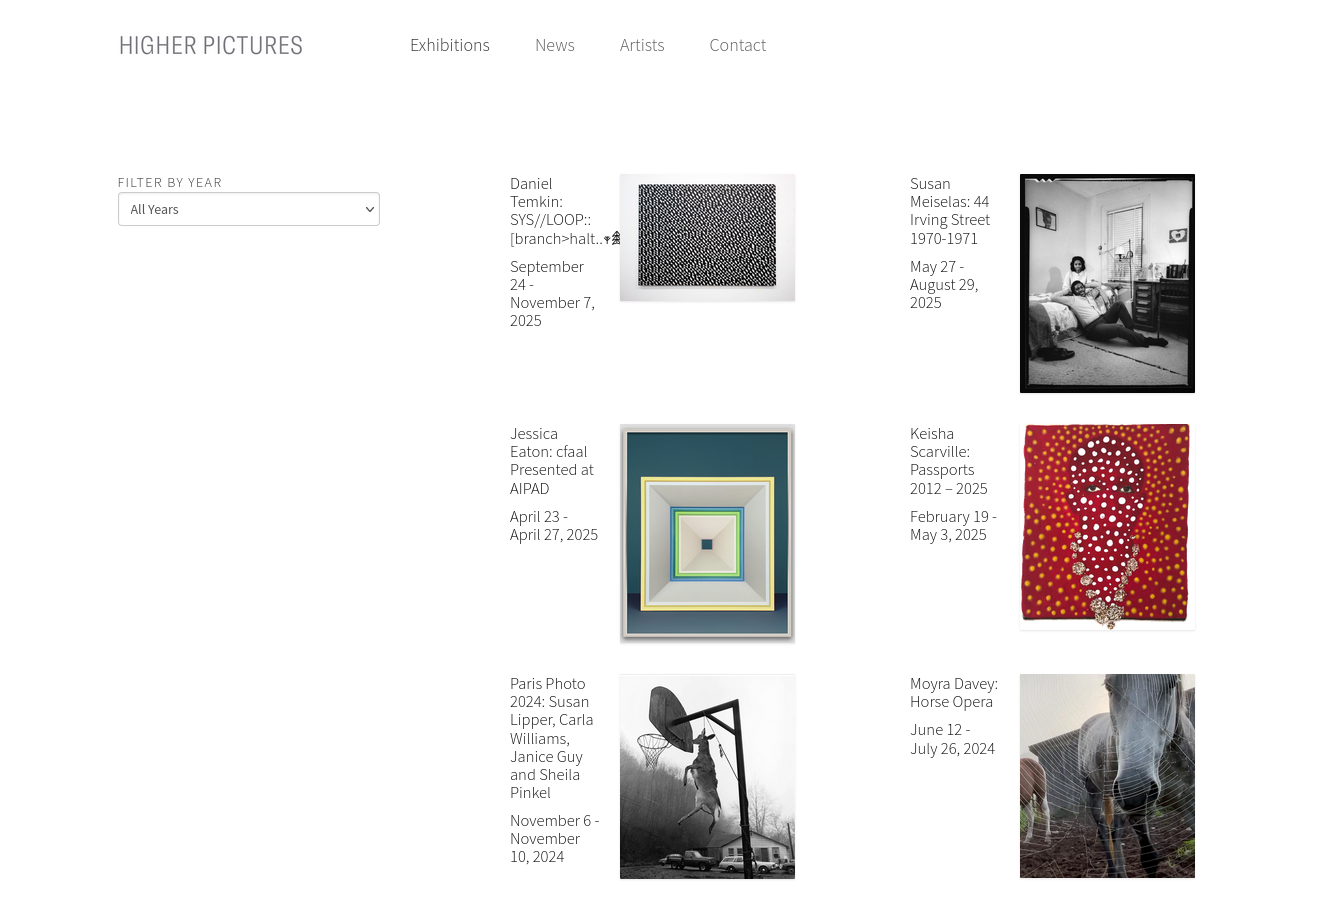 HIGHER PICTURES
Exhibitions
News
Artists
Contact
FILTER BY YEAR
All Years
Daniel
Temkin:
SYS//LOOP::
[branch>halt..
September
24 -
November 7,
2025
Susan
Meiselas: 44
Irving Street
1970-1971
May 27 -
August 29,
2025
Jessica
Eaton: cfaal
Presented at
AIPAD
April 23 -
April 27, 2025
Keisha
Scarville:
Passports
2012 – 2025
February 19 -
May 3, 2025
Paris Photo
2024: Susan
Lipper, Carla
Williams,
Janice Guy
and Sheila
Pinkel
November 6 -
November
10, 2024
Moyra Davey:
Horse Opera
June 12 -
July 26, 2024